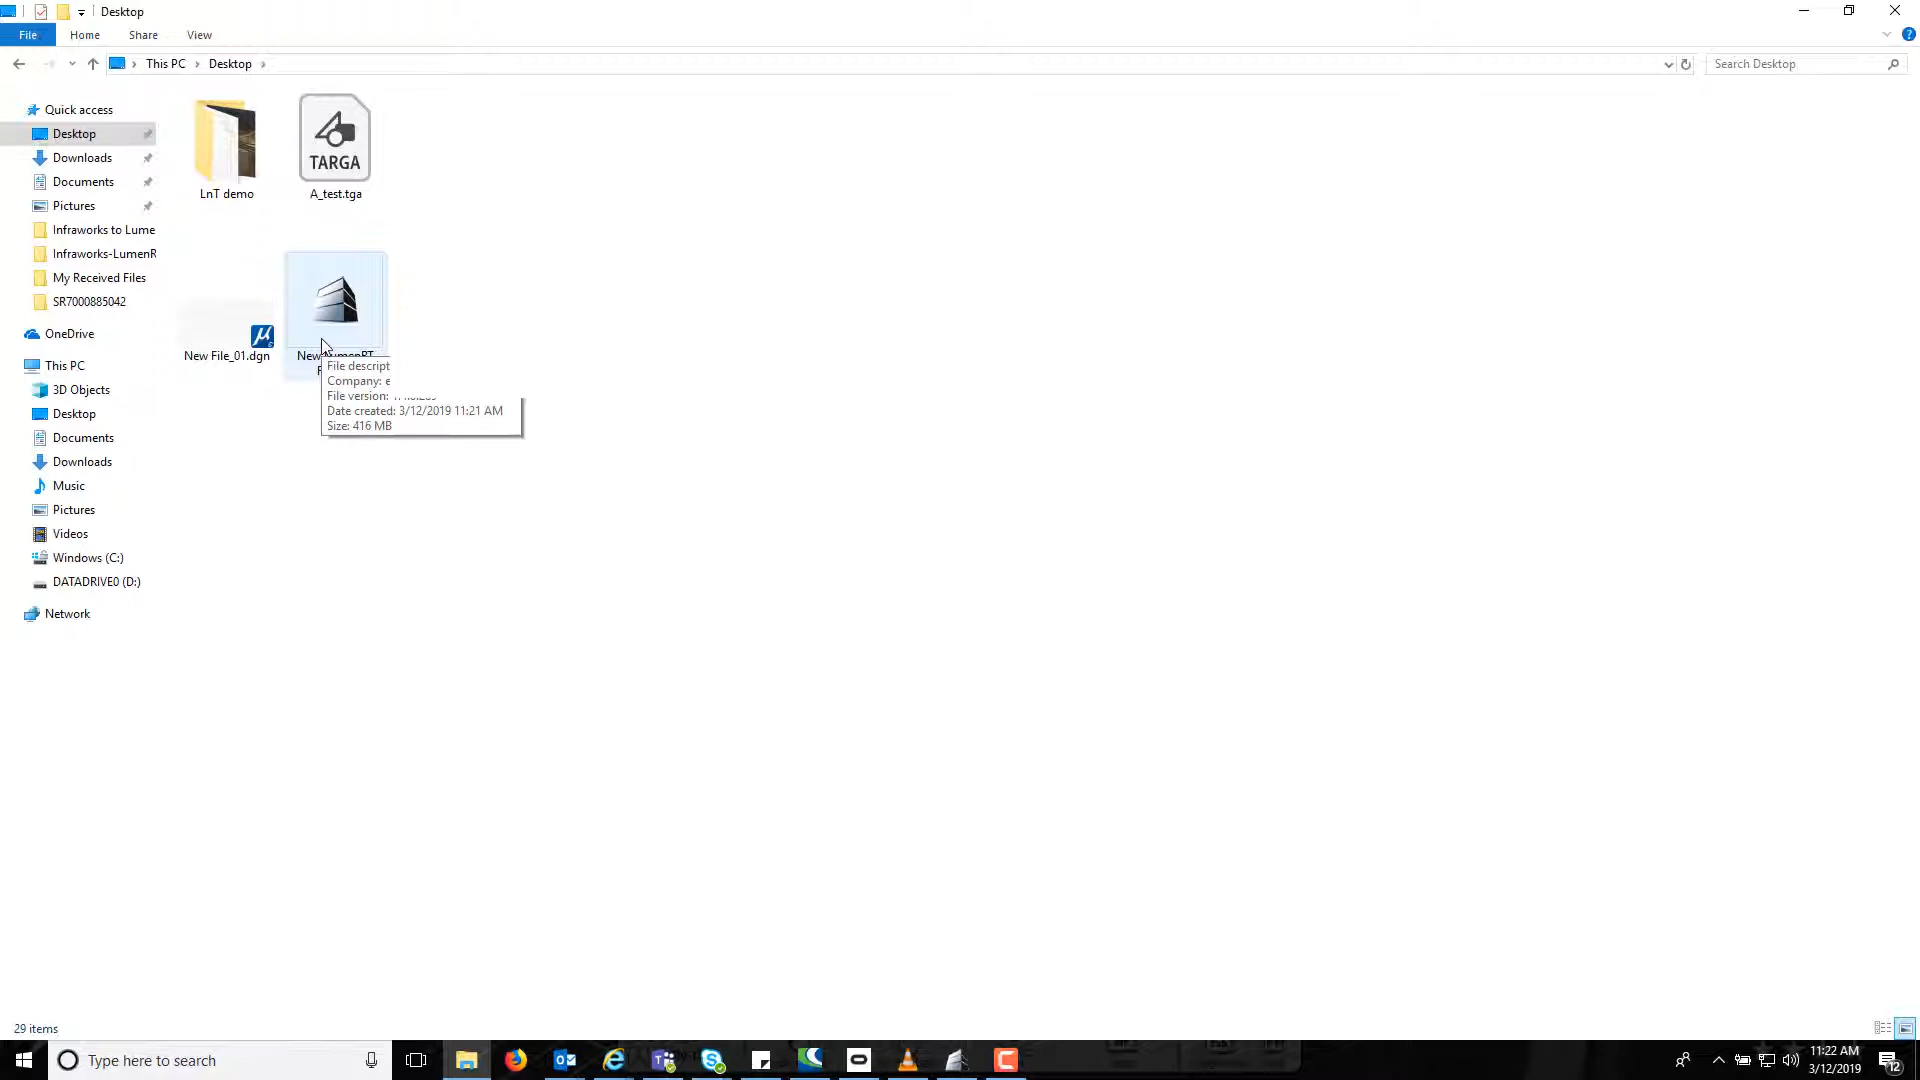 Desktop
File Home Share View
This PC Desktop
Search Desktop
Quick access
Desktop
Downloads
Documents
Pictures
Infraworks to Lume
Infraworks-LumenR
My Received Files
SR7000885042
OneDrive
This PC
3D Objects
Desktop
Documents
Downloads
Music
Pictures
Videos
Windows (C:)
DATADRIVE0 (D:)
Network
TARGA
LnT demo
A_test.tga
μ
New File_01.dgn
New
File descript
Company: e
File version:
Date created: 3/12/2019 11:21 AM
Size: 416 MB
29 items
Type here to search
11:22 AM
3/12/2019
12